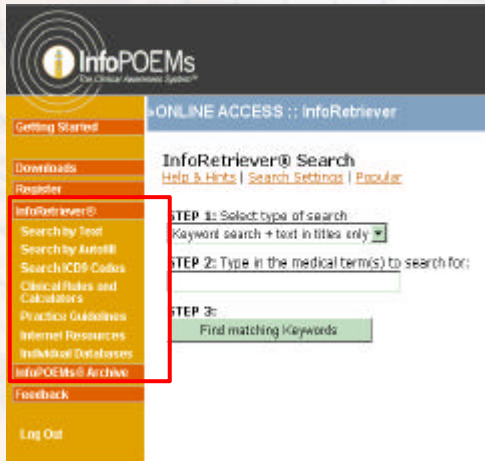 InfoPOEMs
The Clinical Awareness System™
»ONLINE ACCESS :: InfoRetriever
Getting Started
Downloads
Register
InfoRetriever®
Search by Text
Search by Autofill
Search ICD9 Codes
Clinical Rules and
Calculators
Practice Guidelines
Internet Resources
Individual Databases
InfoPOEMs® Archive
Feedback
Log Out
InfoRetriever® Search
Help & Hints | Search Settings | Popular
STEP 1: Select type of search
Keyword search + text in titles only
STEP 2: Type in the medical term(s) to search for:
STEP 3:
Find matching Keywords